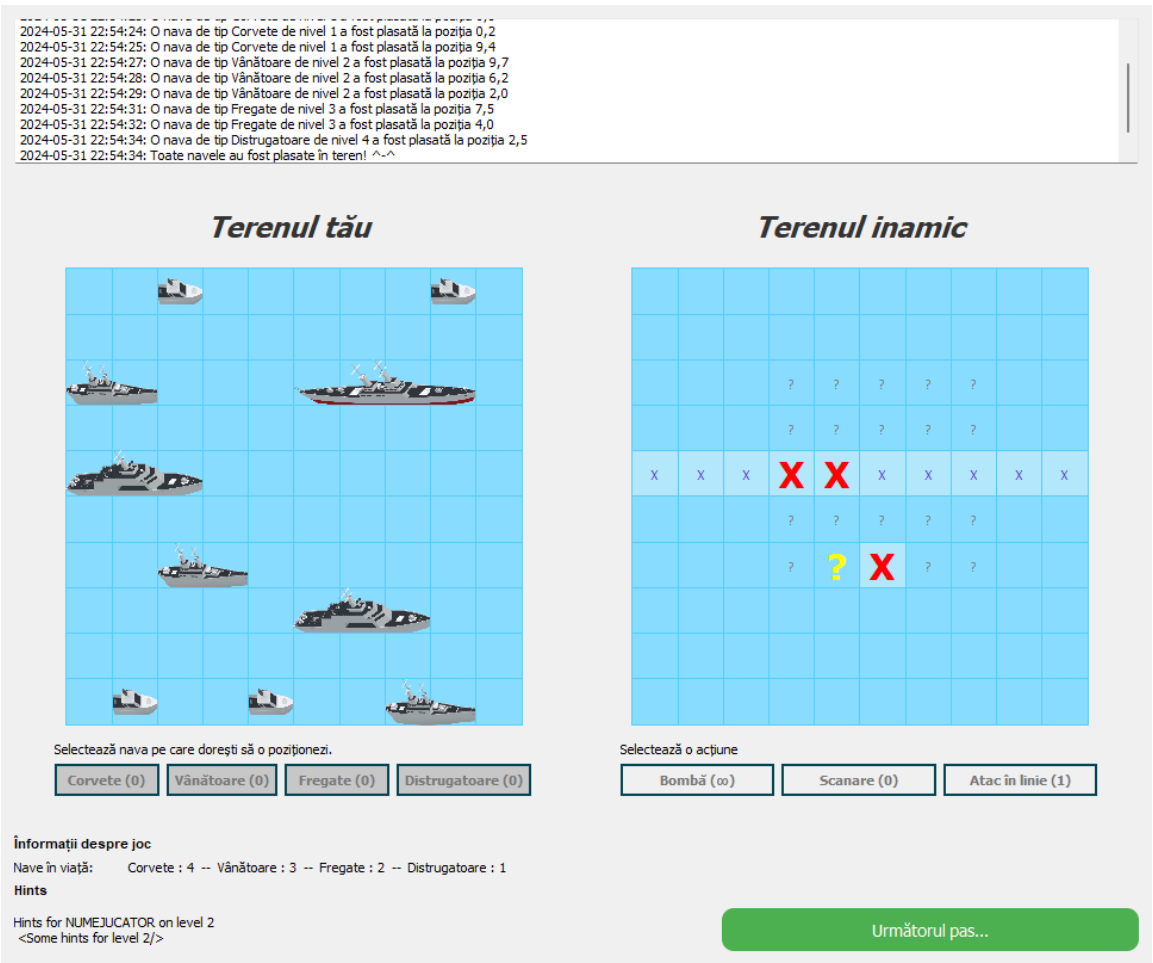 2024-05-31 22:54:24: O nava de tip Corvete de nivel 1 a fost plasată la poziția 0,2
2024-05-31 22:54:25: O nava de tip Corvete de nivel 1 a fost plasată la poziția 9,4
2024-05-31 22:54:27: O nava de tip Vânătoare de nivel 2 a fost plasată la poziția 9,7
2024-05-31 22:54:28: O nava de tip Vânătoare de nivel 2 a fost plasată la poziția 6,2
2024-05-31 22:54:29: O nava de tip Vânătoare de nivel 2 a fost plasată la poziția 2,0
2024-05-31 22:54:31: O nava de tip Fregate de nivel 3 a fost plasată la poziția 7,5
2024-05-31 22:54:32: O nava de tip Fregate de nivel 3 a fost plasată la poziția 4,0
2024-05-31 22:54:34: O nava de tip Distrugatoare de nivel 4 a fost plasată la poziția 2,5
2024-05-31 22:54:34: Toate navele au fost plasate în teren! ^-^
Terenul tău
Terenul inamic
? ? ? ? ?
? ? ? ? ?
X X X X X X X X X X
? ? ? ? ?
? ? X ? ?
Selectează nava pe care dorești să o poziționezi.
Corvete (0) Vânătoare (0) Fregate (0) Distrugatoare (0)
Selectează o acțiune
Bombă (∞) Scanare (0) Atac în linie (1)
Înformații despre joc
Nave în viață: Corvete : 4 -- Vânătoare : 3 -- Fregate : 2 -- Distrugatoare : 1
Hints
Hints for NUMEJUCATOR on level 2
<Some hints for level 2/>
Următorul pas...